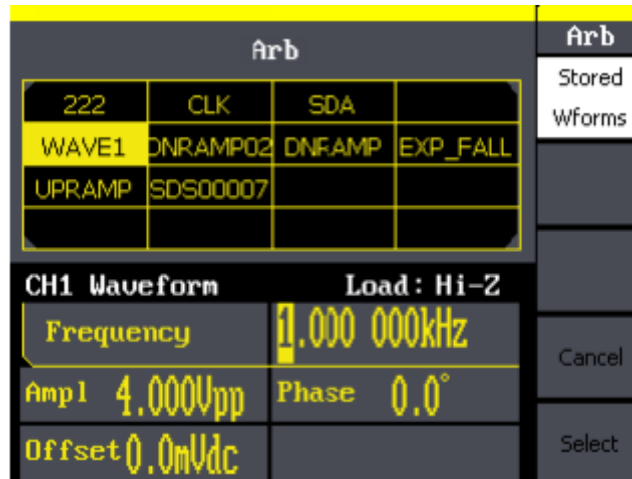 Arb
222 CLK SDA
WAVE1 DNRAMP02 DNRAMP EXP_FALL
UPRAMP SDS00007
CH1 Waveform Load: Hi-Z
Frequency 1.000 000kHz
Ampl 4.000Vpp Phase 0.0°
Offset 0.0mVdc
Arb
Stored
Wforms
Cancel
Select